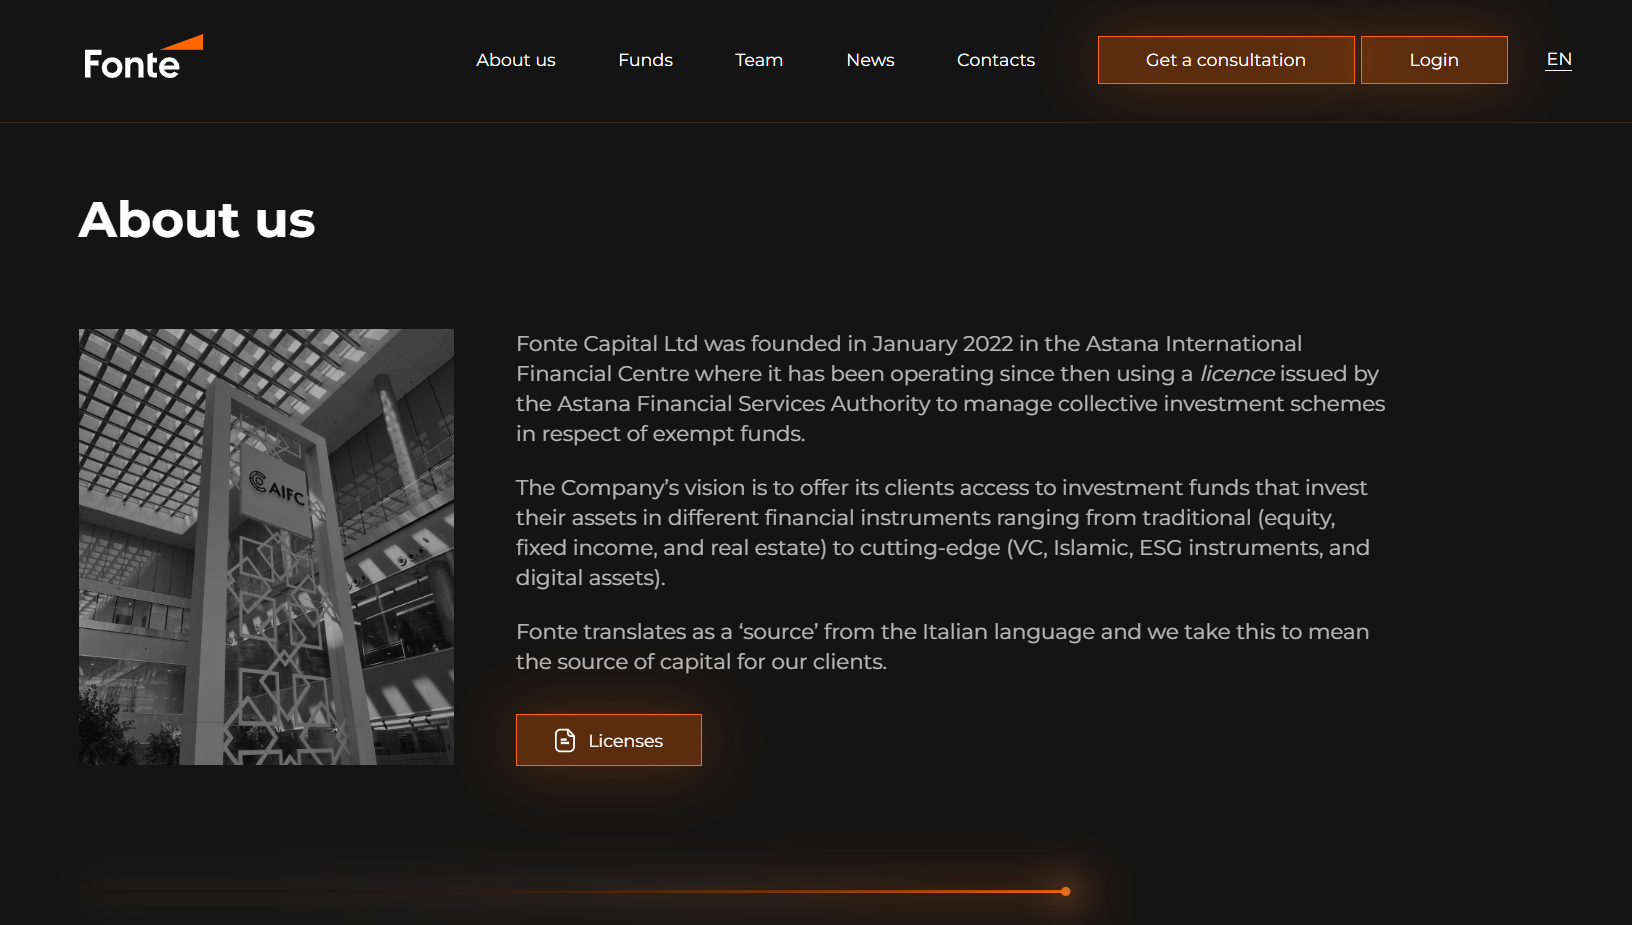 Fonte
About us
Funds
Team
News
Contacts
Get a consultation
Login
EN
About us
AIFC
Fonte Capital Ltd was founded in January 2022 in the Astana International
Financial Centre where it has been operating since then using a licence issued by
the Astana Financial Services Authority to manage collective investment schemes
in respect of exempt funds.
The Company’s vision is to offer its clients access to investment funds that invest
their assets in different financial instruments ranging from traditional (equity,
fixed income, and real estate) to cutting-edge (VC, Islamic, ESG instruments, and
digital assets).
Fonte translates as a ‘source’ from the Italian language and we take this to mean
the source of capital for our clients.
Licenses